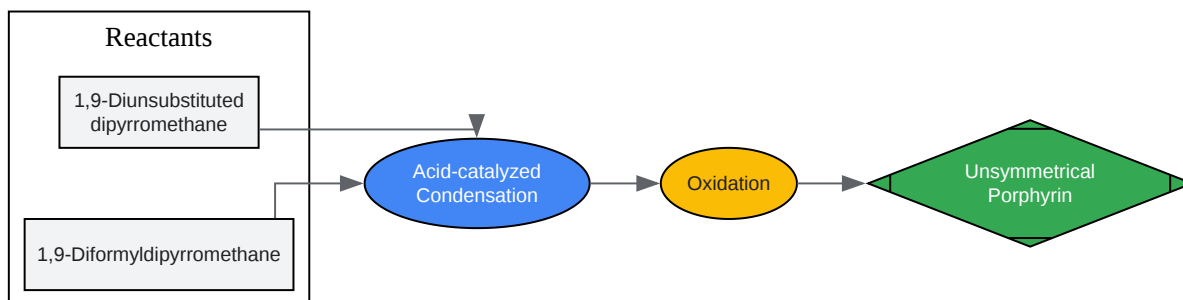 Reactants
1,9-Diunsubstituted
dipyrromethane
1,9-Diformyldipyrromethane
Acid-catalyzed
Condensation
Oxidation
Unsymmetrical
Porphyrin